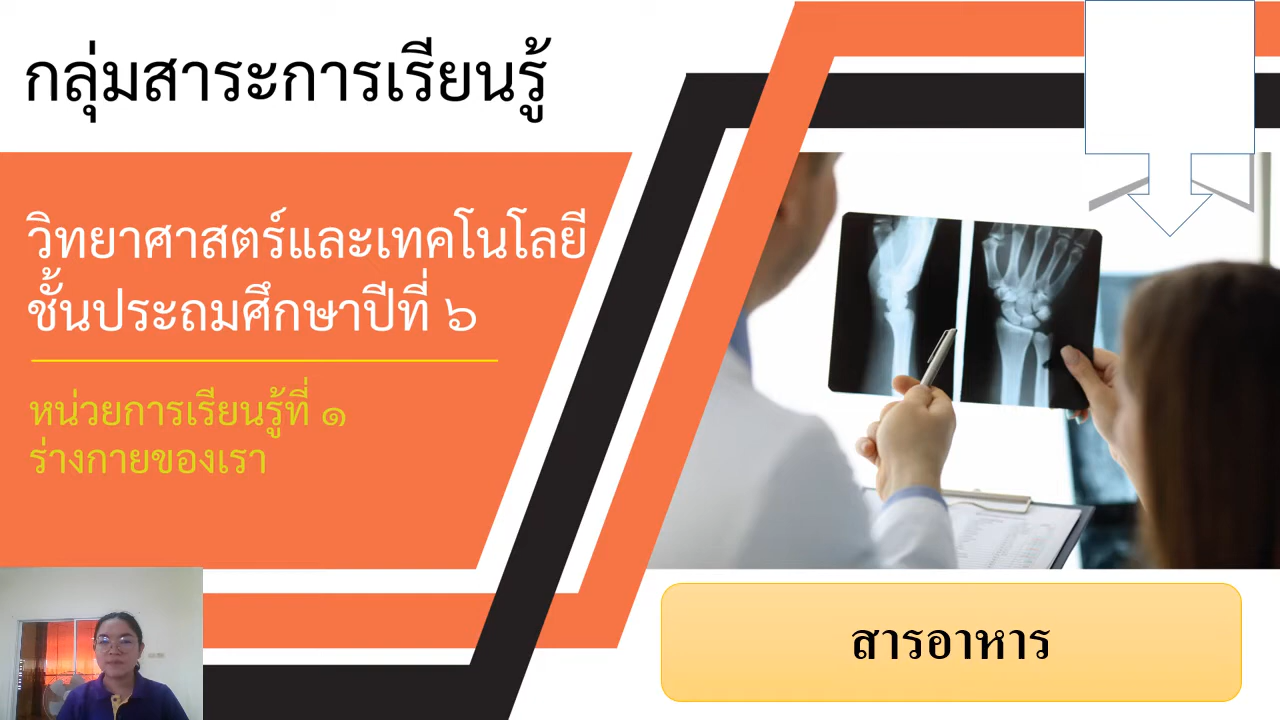 กลุ่มสาระการเรียนรู้
วิทยาศาสตร์และเทคโนโลยี
ชั้นประถมศึกษาปีที่ ๖
หน่วยการเรียนรู้ที่ ๑
ร่างกายของเรา
สารอาหาร